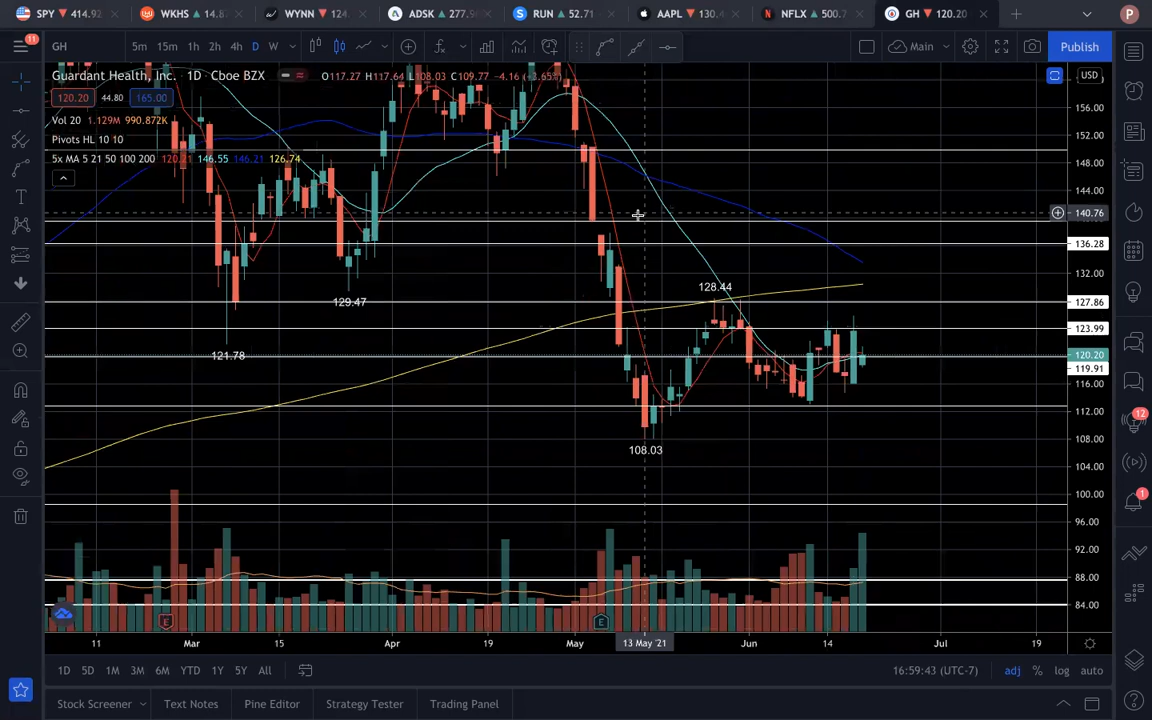 SPY ▼ 414.92
WKHS ▲ 14.8
WYNN ▼ 124.
ADSK ▲ 277.9
RUN ▲ 52.71
AAPL ▼ 130.4
NFLX ▲ 500.7
GH ▼ 120.20
P
11
GH
5m 15m 1h 2h 4h D W
Main
Publish
Guardant Health, Inc. · 1D · Cboe BZX
O117.27 H117.64 L108.03 C109.77 -4.16 (-3.65%)
USD
120.20 44.80 165.00
Vol 20 1.129M 990.872K
Pivots HL 10 10
5x MA 5 21 50 100 200 120.21 146.55 146.21 126.74
156.00
152.00
148.00
144.00
140.76
136.28
132.00
127.86
123.99
120.20
119.91
116.00
112.00
108.00
104.00
100.00
96.00
92.00
88.00
84.00
128.44
129.47
121.78
108.03
12
1
E
E
11 Mar 15 Apr 19 May 13 May '21 Jun 14 Jul 19
1D 5D 1M 3M 6M YTD 1Y 5Y All
16:59:43 (UTC-7) adj % log auto
Stock Screener Text Notes Pine Editor Strategy Tester Trading Panel